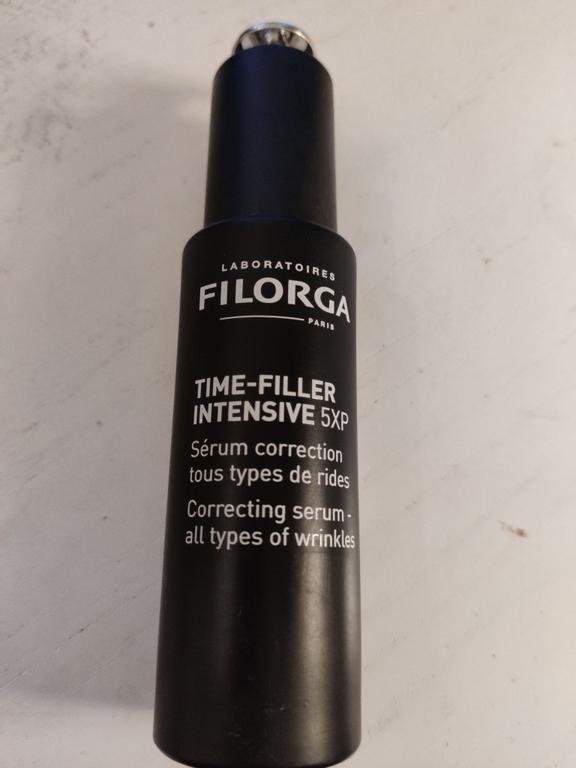 LABORATOIRES
FILORGA
PARIS
TIME-FILLER
INTENSIVE 5XP
Sérum correction
tous types de rides
Correcting serum -
all types of wrinkles